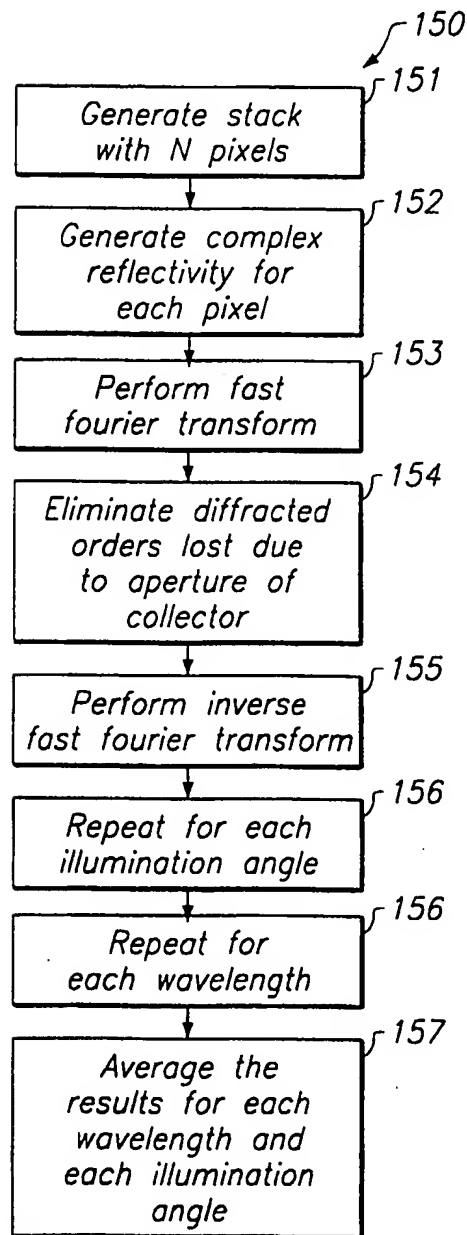 150
151
Generate stack
with N pixels
152
Generate complex
reflectivity for
each pixel
153
Perform fast
fourier transform
154
Eliminate diffracted
orders lost due
to aperture of
collector
155
Perform inverse
fast fourier transform
156
Repeat for each
illumination angle
156
Repeat for
each wavelength
157
Average the
results for each
wavelength and
each illumination
angle